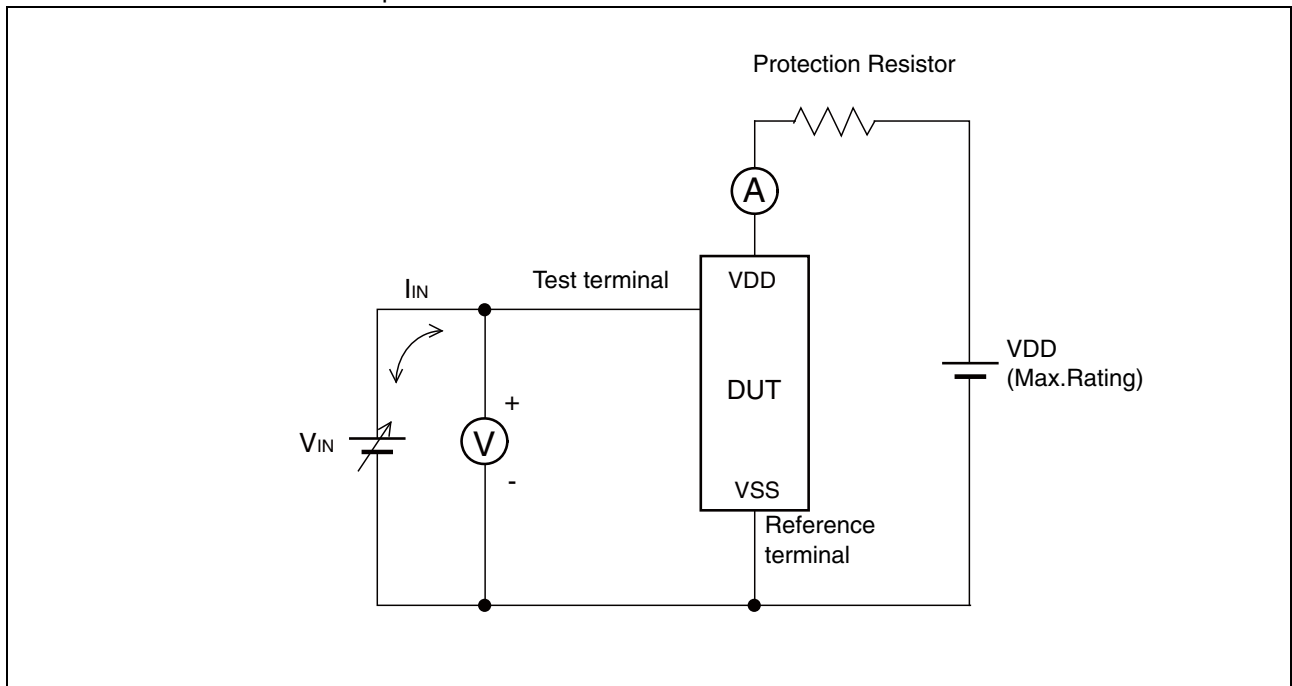 Protection Resistor
A
Test terminal
VDD
IIN
VDD
(Max.Rating)
DUT
+
VIN
V
-
VSS
Reference
terminal